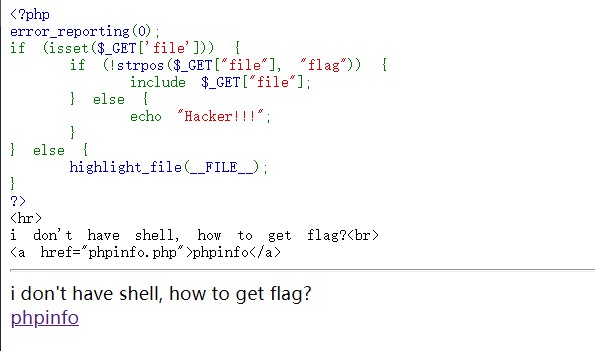 <?php
error_reporting(0);
if (isset($_GET['file'])) {
if (!strpos($_GET["file"], "flag")) {
include $_GET["file"];
} else {
echo "Hacker!!!";
}
} else {
highlight_file(__FILE__);
}
?>
<hr>
i don't have shell, how to get flag?<br>
<a href="phpinfo.php">phpinfo</a>
i don't have shell, how to get flag?
phpinfo